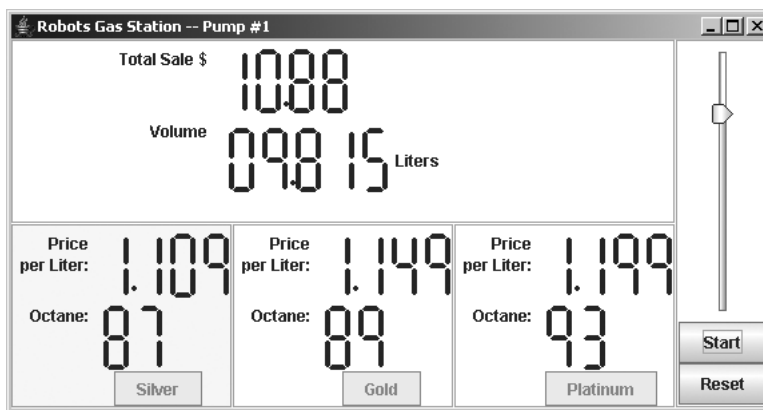 Robots Gas Station -- Pump #1
Total Sale $ 10.88
Volume 09.815 Liters
Price per Liter: 1.109
Octane: 87
Silver
Price per Liter: 1.149
Octane: 89
Gold
Price per Liter: 1.199
Octane: 93
Platinum
Start
Reset